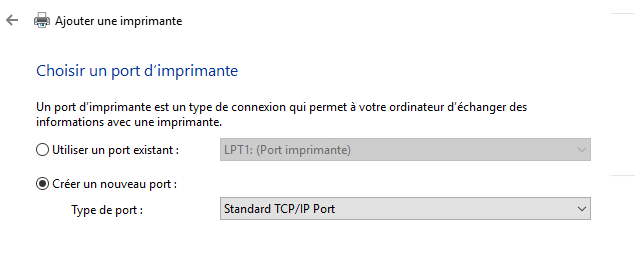 Ajouter une imprimante
Choisir un port d'imprimante
Un port d'imprimante est un type de connexion qui permet à votre ordinateur d'échanger des
informations avec une imprimante.
Utiliser un port existant : LPT1: (Port imprimante)
Créer un nouveau port :
Type de port : Standard TCP/IP Port